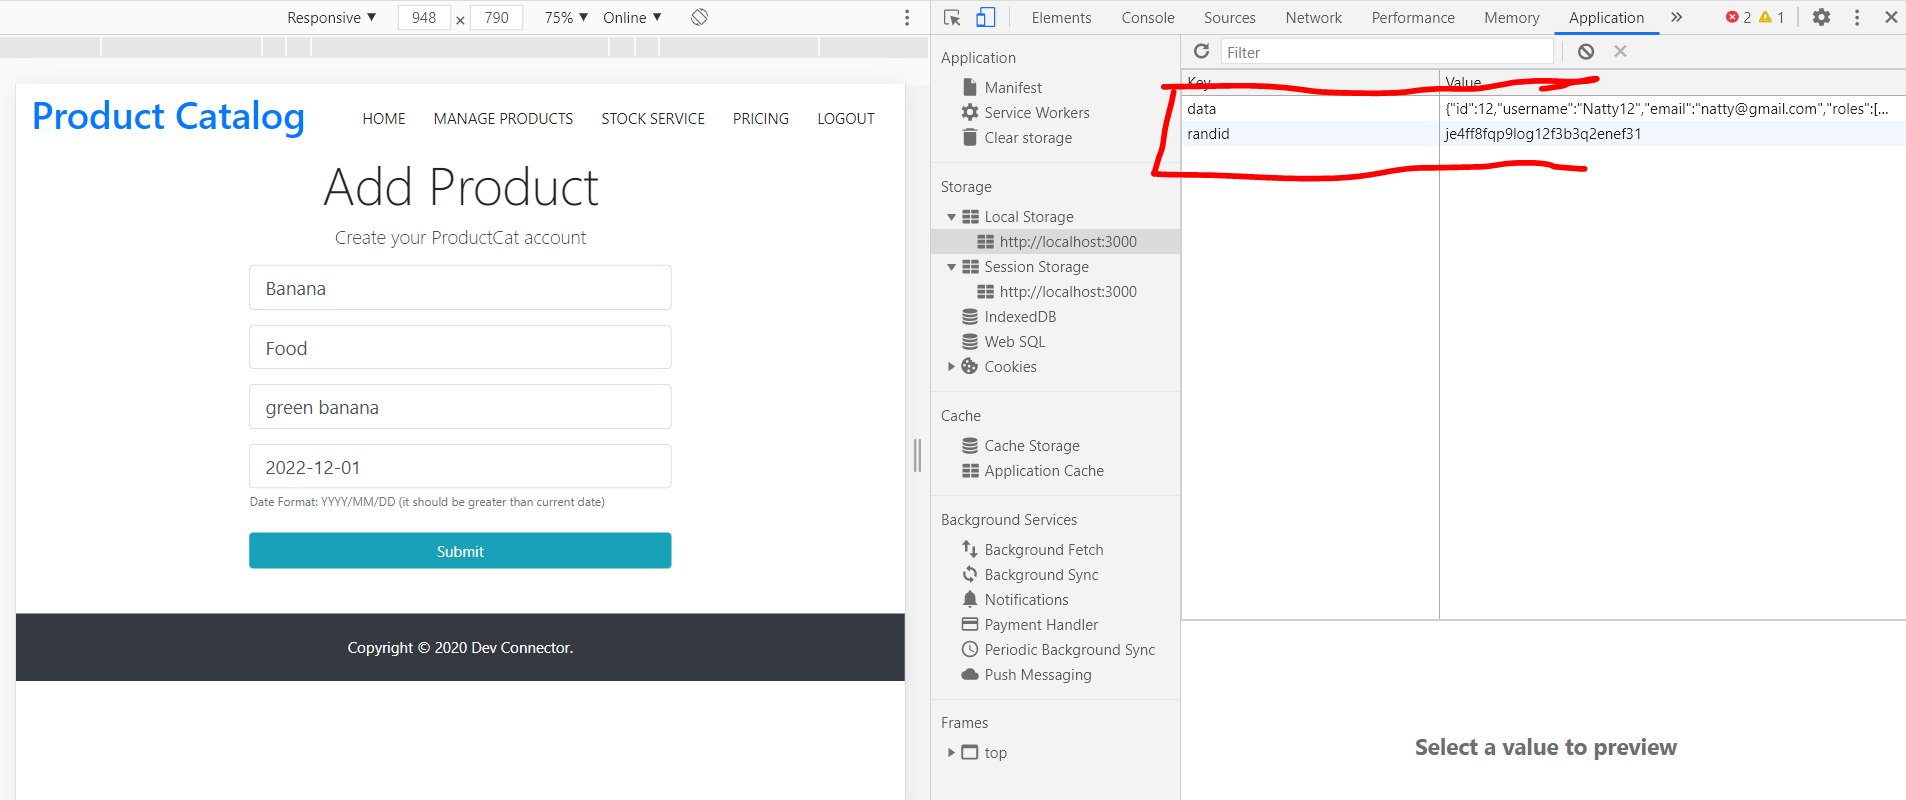 Responsive ▼ 948 × 790 75% ▼ Online ▼
Product Catalog HOME MANAGE PRODUCTS STOCK SERVICE PRICING LOGOUT
Add Product
Create your ProductCat account
Banana
Food
green banana
2022-12-01
Date Format: YYYY/MM/DD (it should be greater than current date)
Submit
Copyright © 2020 Dev Connector.
Elements Console Sources Network Performance Memory Application » 2 1
Application
Manifest
Service Workers
Clear storage
Storage
Local Storage
http://localhost:3000
Session Storage
http://localhost:3000
IndexedDB
Web SQL
Cookies
Cache
Cache Storage
Application Cache
Background Services
Background Fetch
Background Sync
Notifications
Payment Handler
Periodic Background Sync
Push Messaging
Frames
top
Filter
Key Value
data {"id":12,"username":"Natty12","email":"natty@gmail.com","roles":[...
randid je4ff8fqp9log12f3b3q2enef31
Select a value to preview